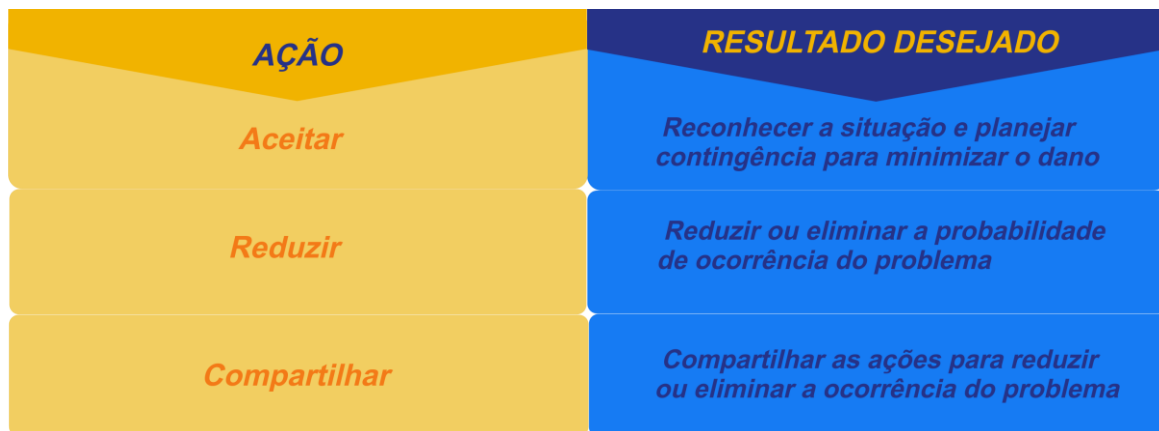 AÇÃO
RESULTADO DESEJADO
Aceitar
Reconhecer a situação e planejar
contingência para minimizar o dano
Reduzir
Reduzir ou eliminar a probabilidade
de ocorrência do problema
Compartilhar
Compartilhar as ações para reduzir
ou eliminar a ocorrência do problema